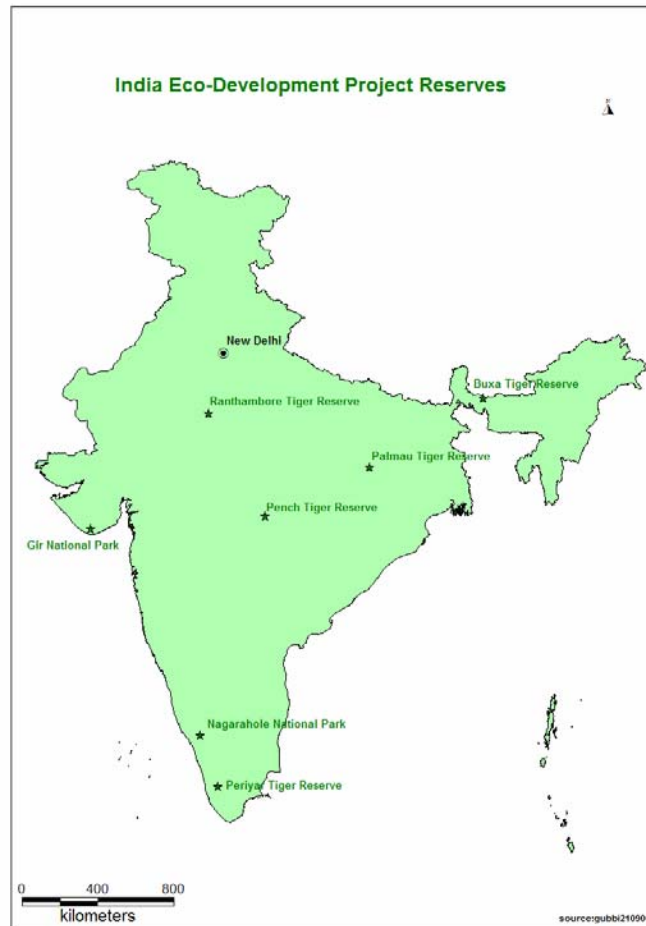 India Eco-Development Project Reserves
New Delhi
Buxa Tiger Reserve
Ranthambore Tiger Reserve
Palmau Tiger Reserve
Pench Tiger Reserve
Gir National Park
Nagarahole National Park
Periyar Tiger Reserve
0 400 800
kilometers
source:gubbi21090